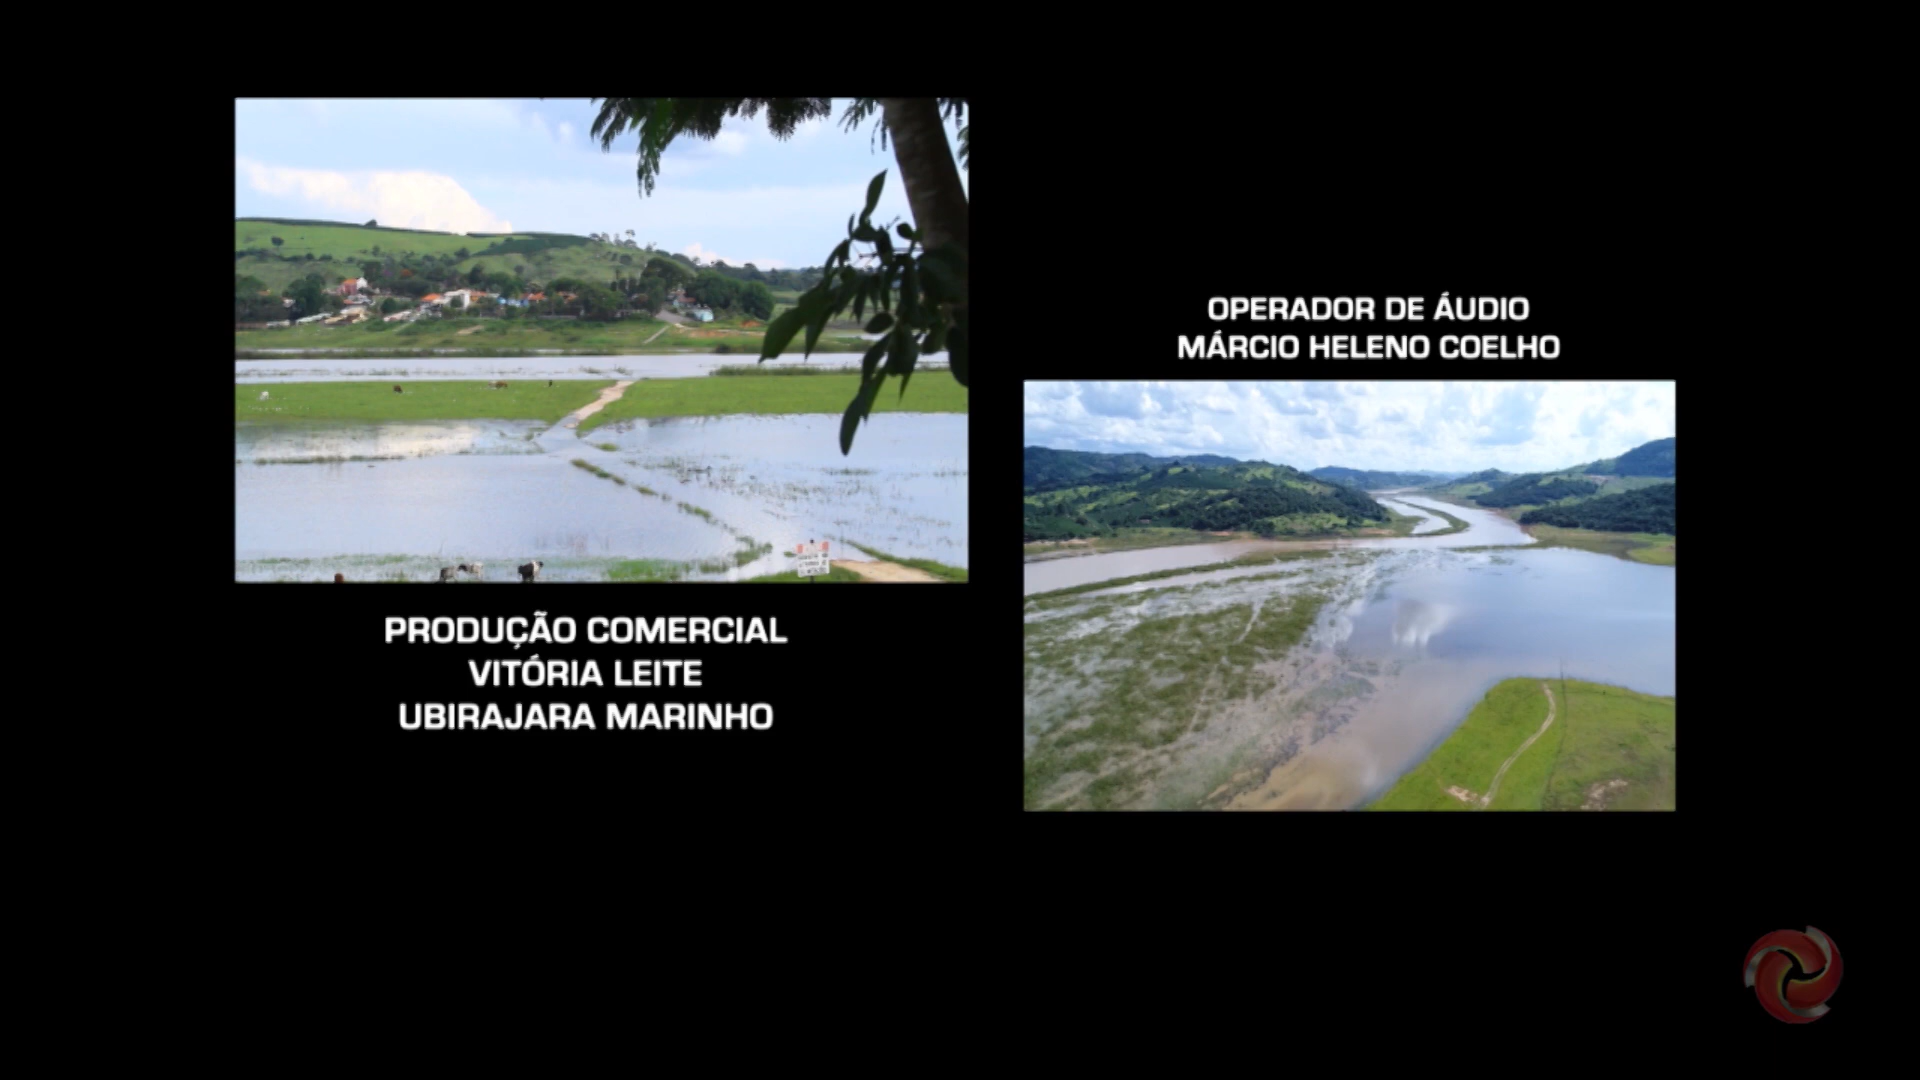 PRODUÇÃO COMERCIAL
VITÓRIA LEITE
UBIRAJARA MARINHO
OPERADOR DE ÁUDIO
MÁRCIO HELENO COELHO